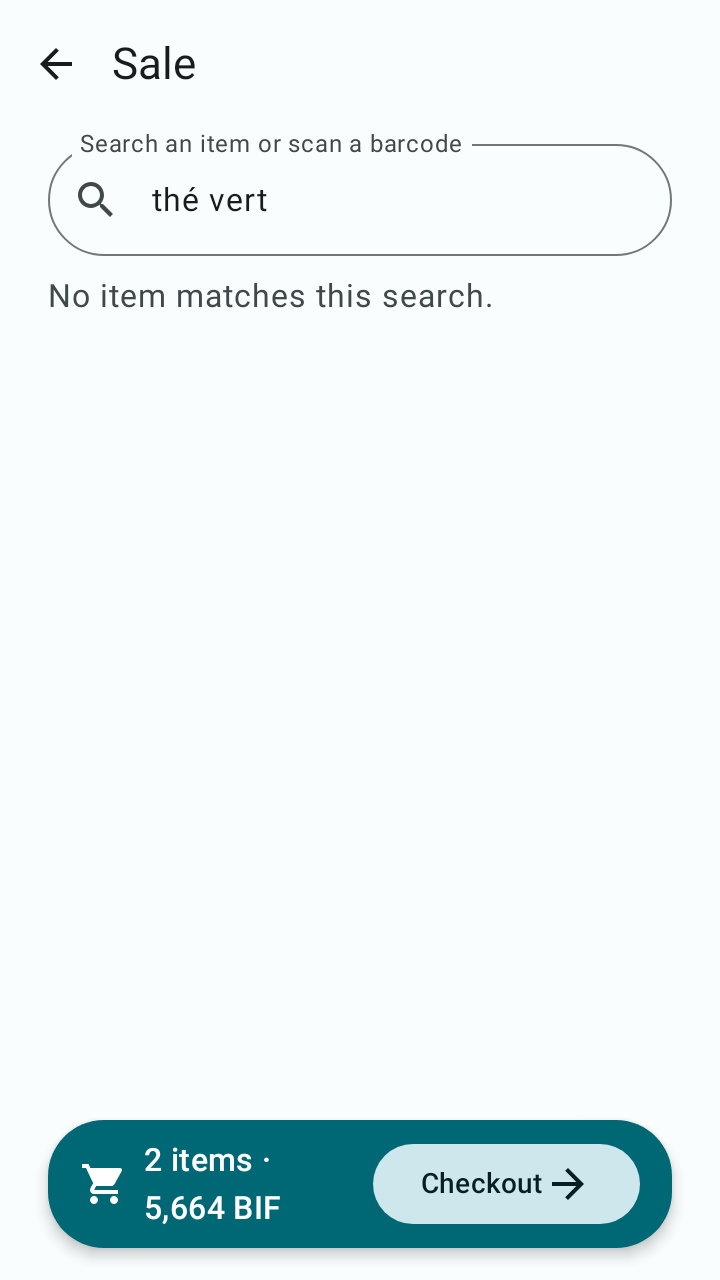 Sale
Search an item or scan a barcode
thé vert
No item matches this search.
2 items ·
5,664 BIF
Checkout